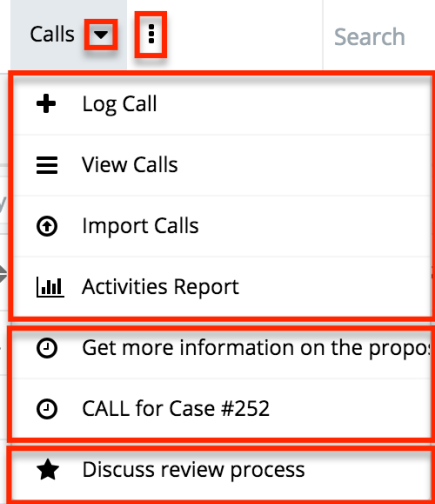 Calls
Search
Log Call
View Calls
Import Calls
Activities Report
Get more information on the propo
CALL for Case #252
Discuss review process